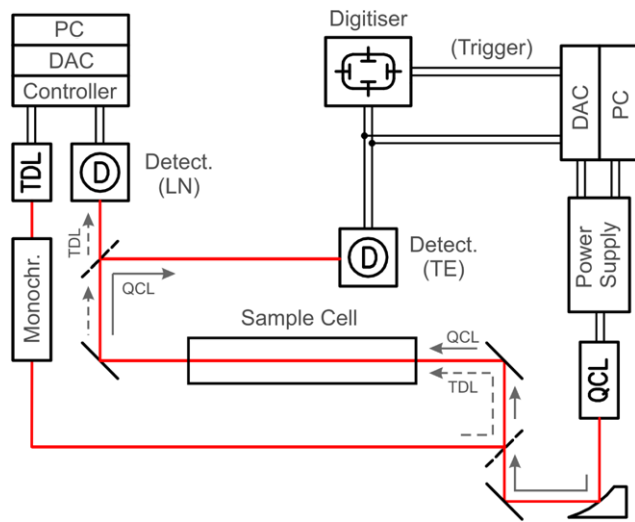 PC
DAC
Controller
TDL
D
Detect.
(LN)
Monochr.
TDL
QCL
Digitiser
(Trigger)
DAC
PC
D
Detect.
(TE)
Power
Supply
QCL
Sample Cell
QCL
TDL